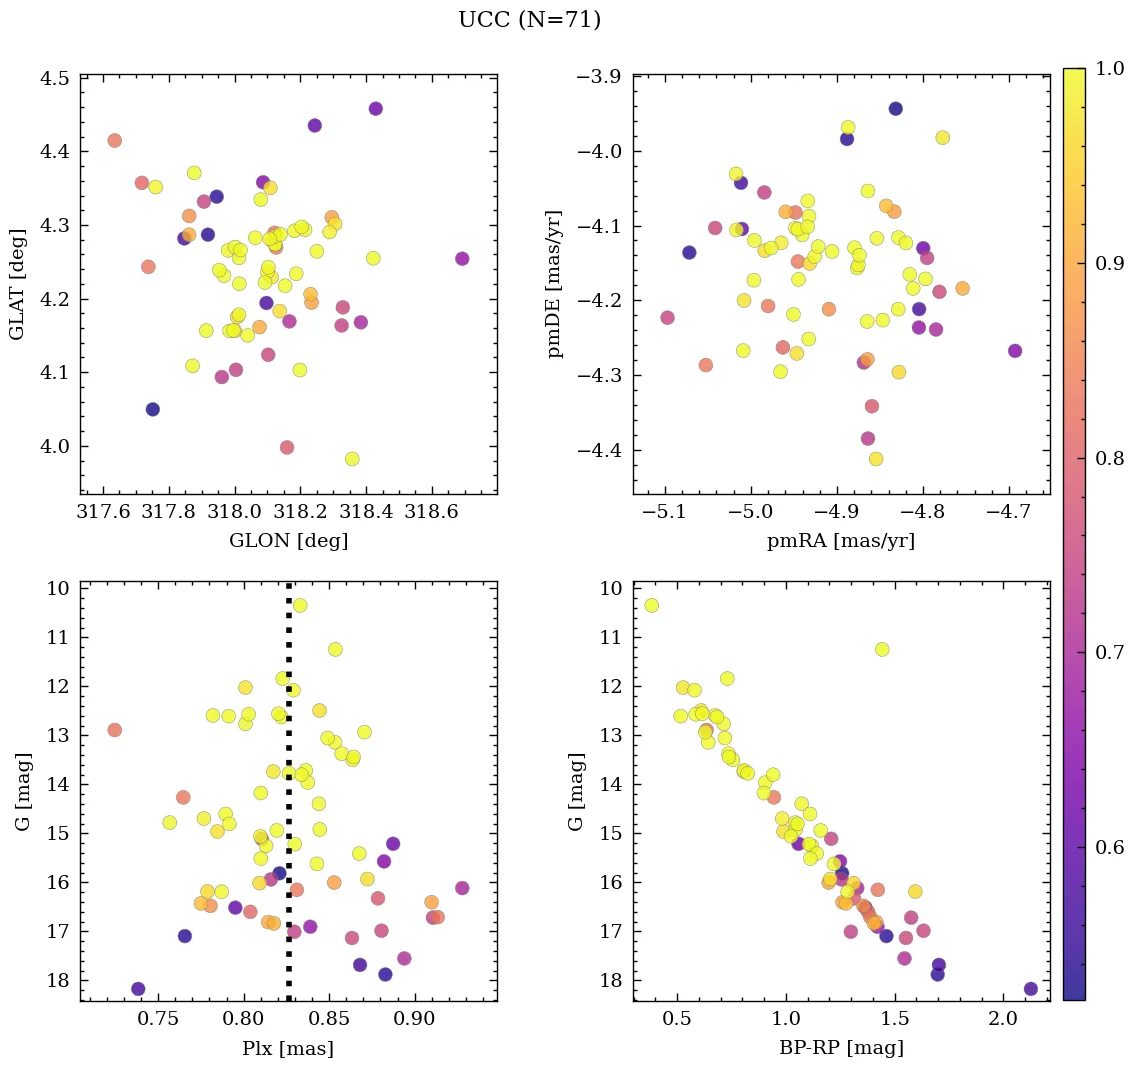 UCC (N=71)
4.5
4.4
4.3
4.2
4.1
4.0
GLAT [deg]
317.6 317.8 318.0 318.2 318.4 318.6
GLON [deg]
−3.9
−4.0
−4.1
−4.2
−4.3
−4.4
pmDE [mas/yr]
−5.1 −5.0 −4.9 −4.8 −4.7
pmRA [mas/yr]
1.0
0.9
0.8
0.7
0.6
10
11
12
13
14
15
16
17
18
G [mag]
0.75 0.80 0.85 0.90
Plx [mas]
10
11
12
13
14
15
16
17
18
G [mag]
0.5 1.0 1.5 2.0
BP-RP [mag]